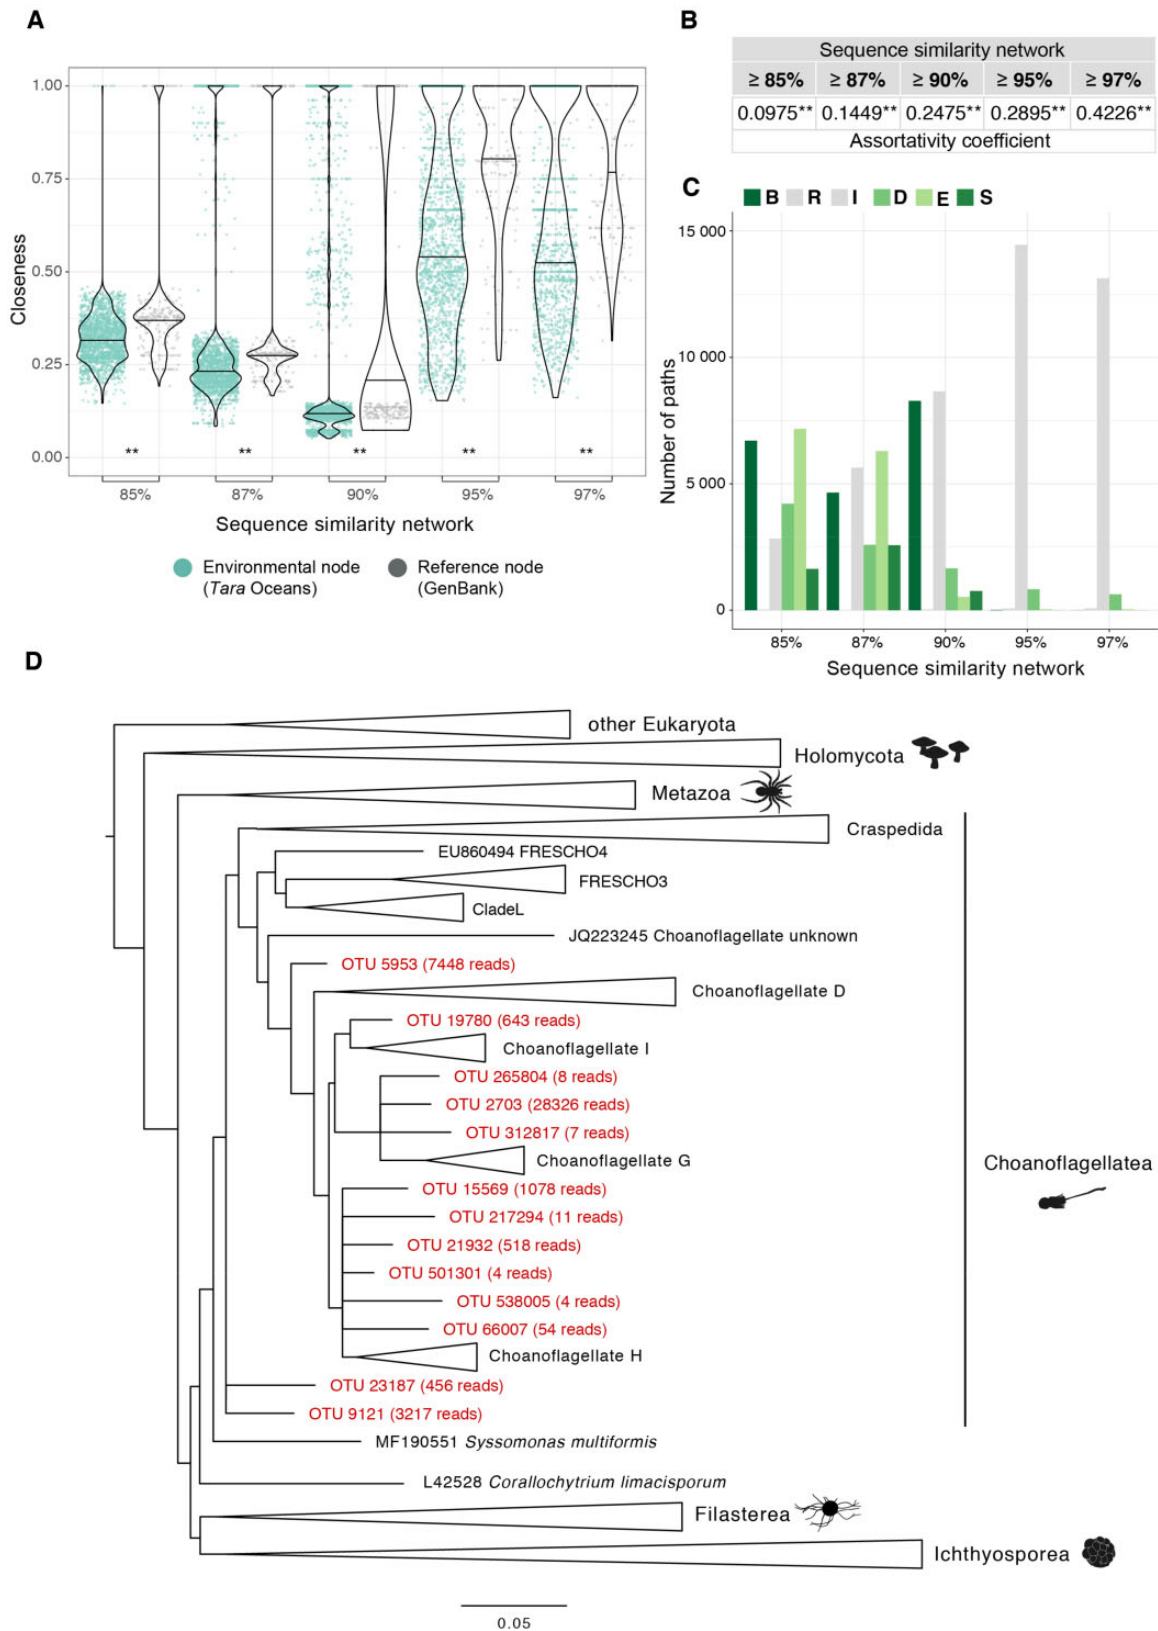 A
1.00
0.75
0.50
0.25
0.00
Closeness
** ** ** ** **
85% 87% 90% 95% 97%
Sequence similarity network
Environmental node
(Tara Oceans)
Reference node
(GenBank)
B
Sequence similarity network
≥ 85% ≥ 87% ≥ 90% ≥ 95% ≥ 97%
0.0975** 0.1449** 0.2475** 0.2895** 0.4226**
Assortativity coefficient
C
B R I D E S
15 000
10 000
5 000
0
Number of paths
85% 87% 90% 95% 97%
Sequence similarity network
D
other Eukaryota
Holomycota
Metazoa
Craspedida
EU860494 FRESCHO4
FRESCHO3
CladeL
JQ223245 Choanoflagellate unknown
OTU 5953 (7448 reads)
Choanoflagellate D
OTU 19780 (643 reads)
Choanoflagellate I
OTU 265804 (8 reads)
OTU 2703 (28326 reads)
OTU 312817 (7 reads)
Choanoflagellate G
Choanoflagellatea
OTU 15569 (1078 reads)
OTU 217294 (11 reads)
OTU 21932 (518 reads)
OTU 501301 (4 reads)
OTU 538005 (4 reads)
OTU 66007 (54 reads)
Choanoflagellate H
OTU 23187 (456 reads)
OTU 9121 (3217 reads)
MF190551 Syssomonas multiformis
L42528 Corallochytrium limacisporum
Filasterea
Ichthyosporea
0.05